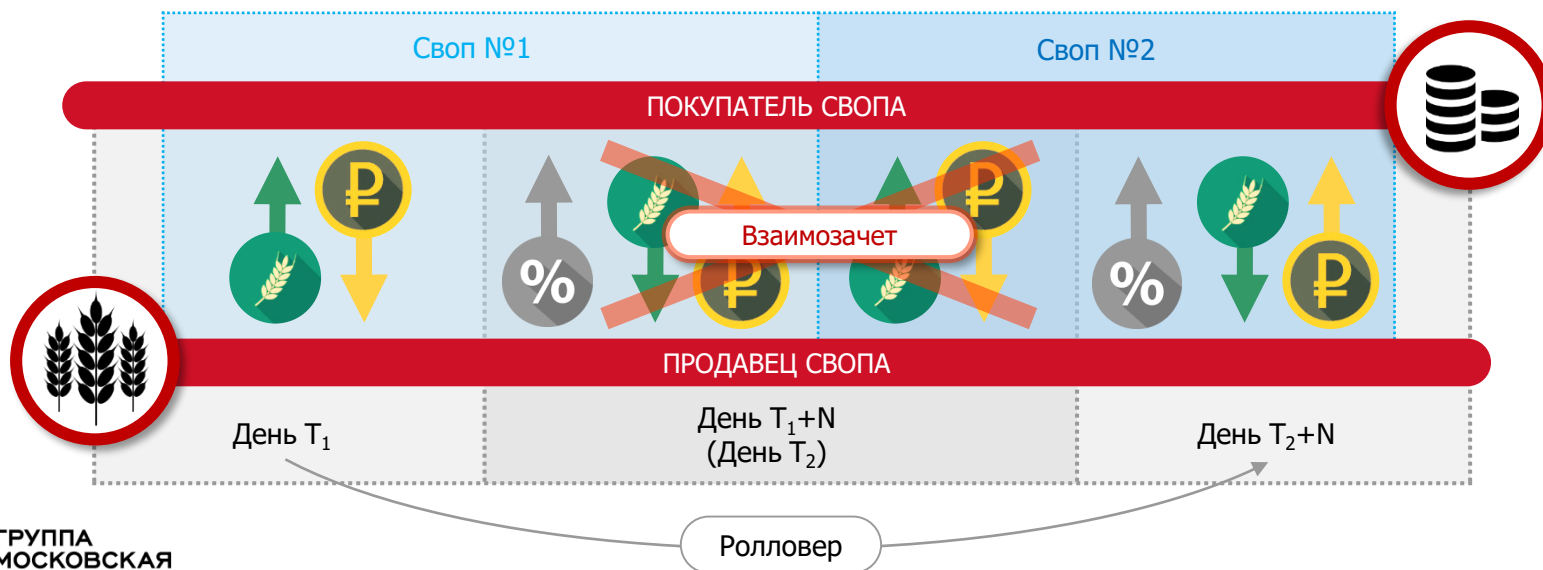 Своп №1
Своп №2
ПОКУПАТЕЛЬ СВОПА
₽
₽
₽
%
₽
%
₽
Взаимозачет
ПРОДАВЕЦ СВОПА
День T₁
День T₁+N
(День T₂)
День T₂+N
Ролловер
ГРУППА
МОСКОВСКАЯ